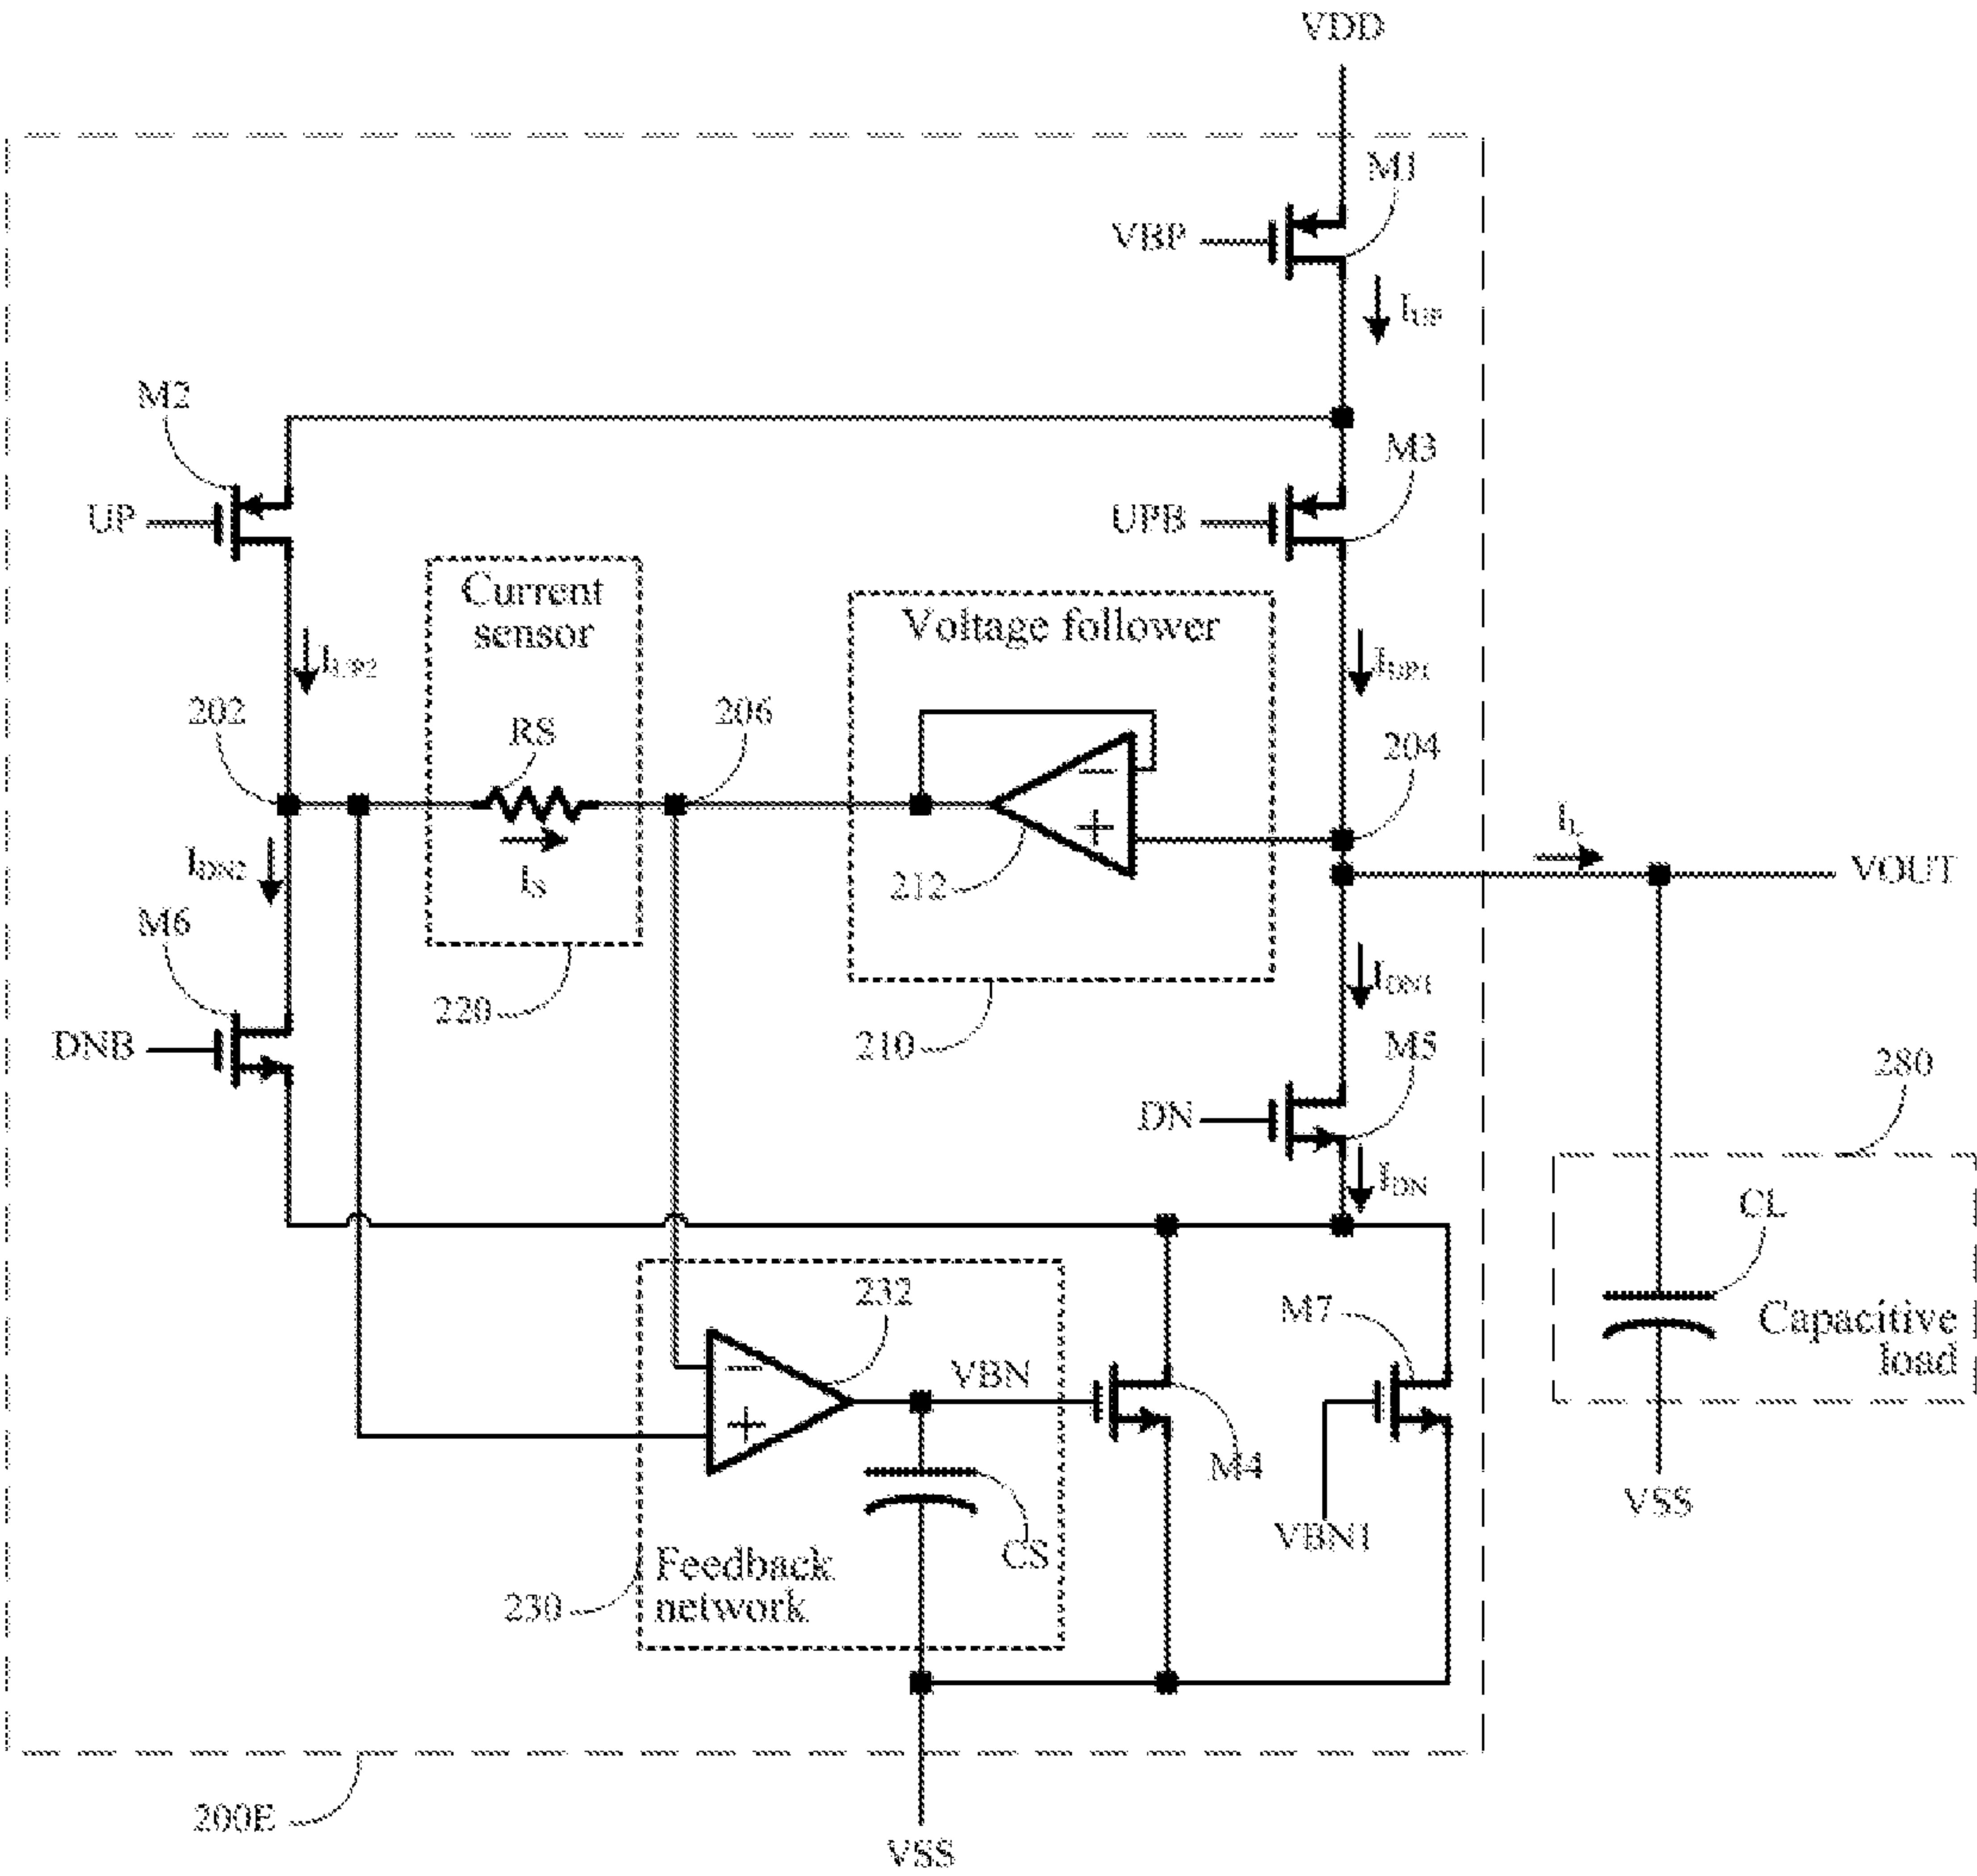 VDD
M1
VBP
IUP
M2
M3
UP
UPB
Current
sensor
Voltage follower
IUP2
IUP1
202
RS
206
204
−
+
IL
IS
212
VOUT
IDN2
M6
IDN1
220
210
M5
280
DNB
DN
IDN
CL
232
M7
Capacitive
load
−
+
VBN
M4
VSS
CS
VBN1
Feedback
network
230
200E
VSS